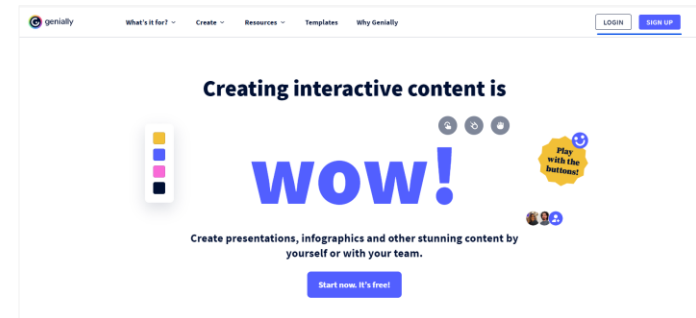 genially
What's it for?
Create
Resources
Templates
Why Genially
LOGIN
SIGN UP
Creating interactive content is
wow!
Play
with the
buttons!
Create presentations, infographics and other stunning content by
yourself or with your team.
Start now. It's free!